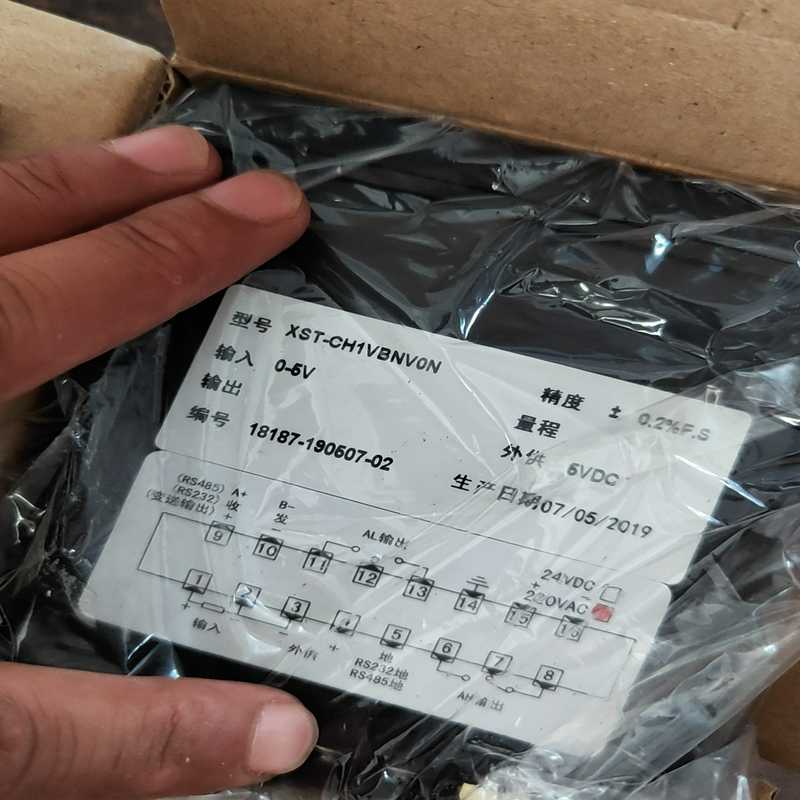 型号 XST-CH1VBNV0N
输入 0-5V 精度 ± 0.2%F.S
输出 量程
编号 18187-190507-02 外供 5VDC
生产日期07/05/2019
(RS485) A+ B-
(RS232) 收 发
(变送输出) + AL输出
24VDC
+ -
220VAC
9 10 11 12 13 14 15 16
1 2 3 4 5 6 7 8
+ - - + 地
输入 外供 RS232地
RS485地 AH输出